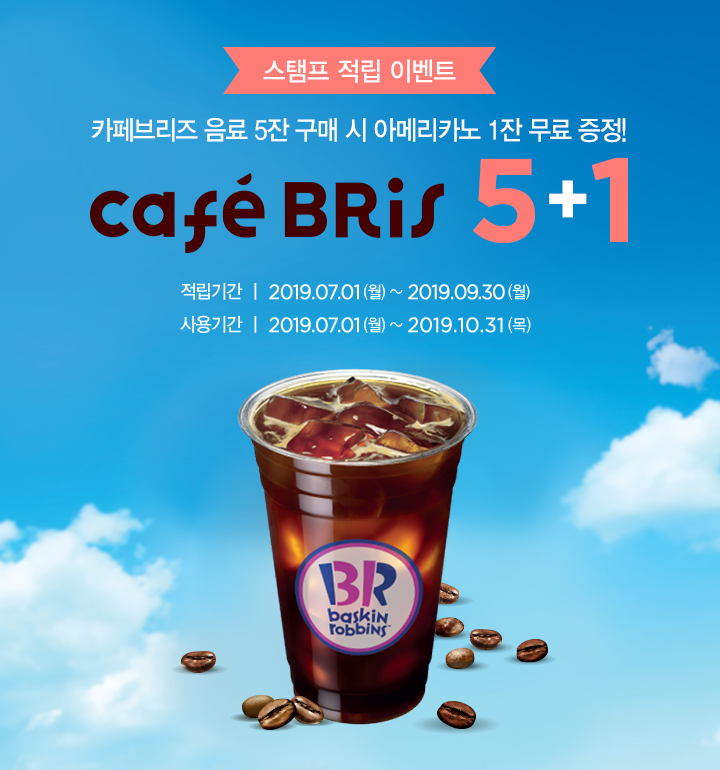 스탬프 적립 이벤트
카페브리즈 음료 5잔 구매 시 아메리카노 1잔 무료 증정!
café BRiS 5+1
적립기간 | 2019.07.01(월) ~ 2019.09.30(월)
사용기간 | 2019.07.01(월) ~ 2019.10.31(목)
BR
baskin
robbins™